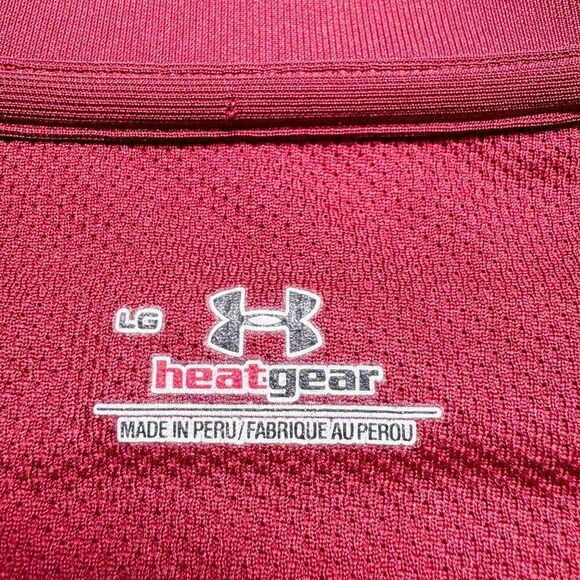 LG
heatgear
MADE IN PERU/FABRIQUE AU PEROU